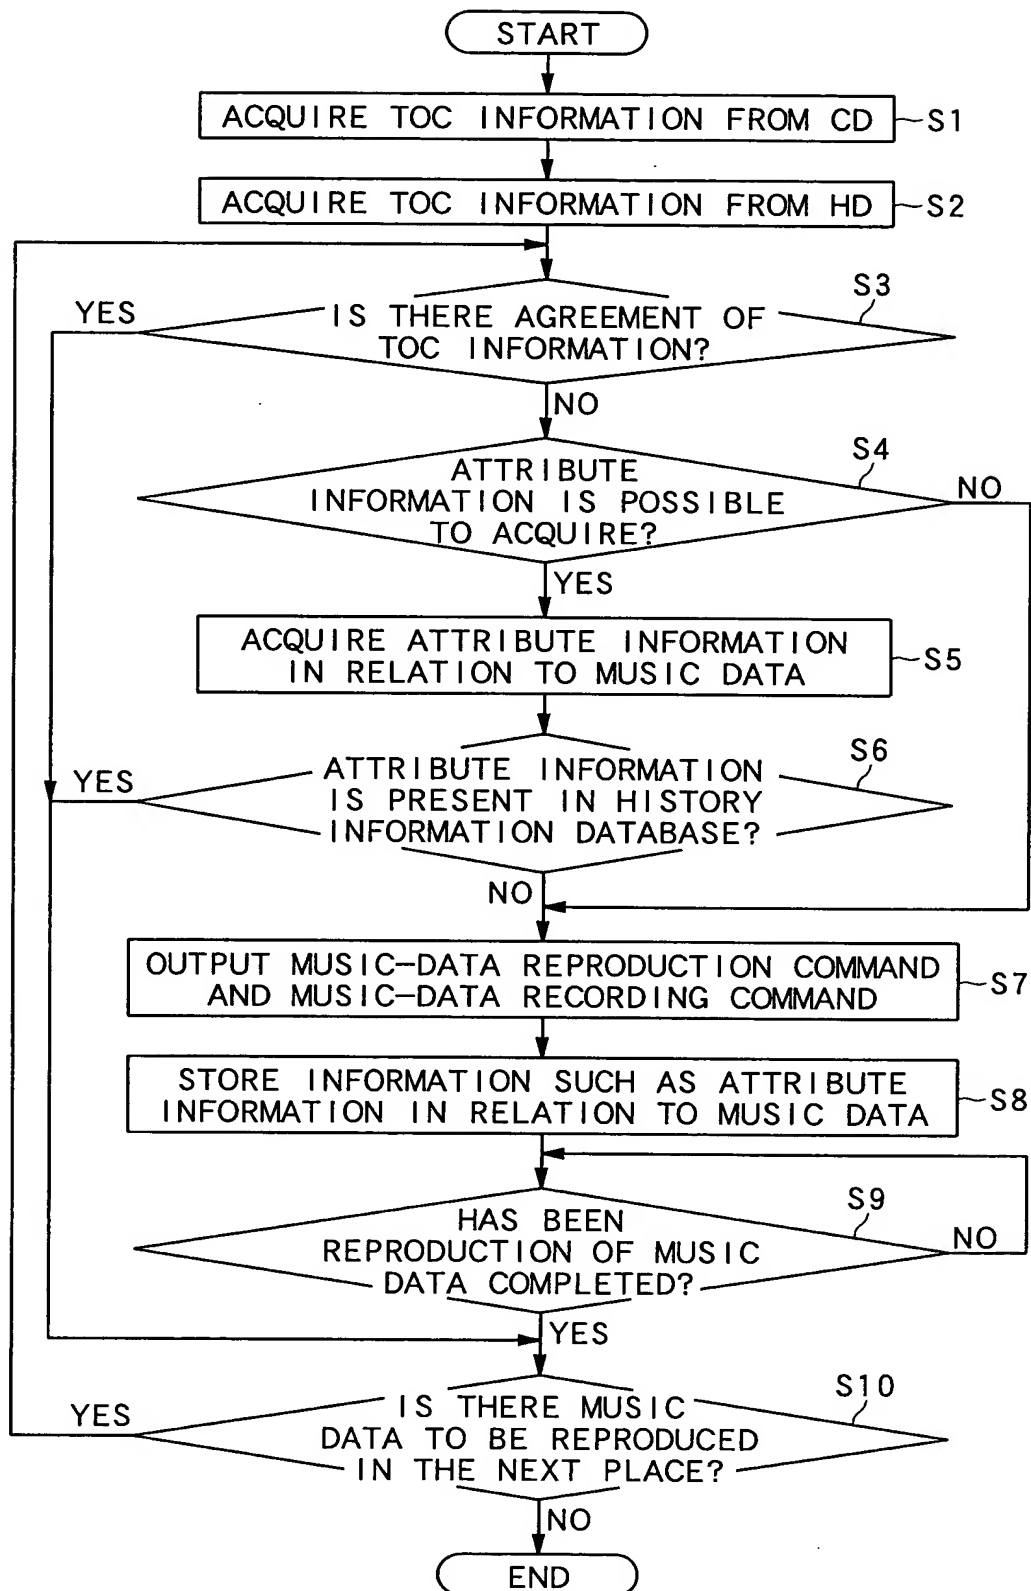 START
ACQUIRE TOC INFORMATION FROM CD
S1
ACQUIRE TOC INFORMATION FROM HD
S2
S3
YES
IS THERE AGREEMENT OF
TOC INFORMATION?
NO
S4
ATTRIBUTE
INFORMATION IS POSSIBLE
TO ACQUIRE?
NO
YES
ACQUIRE ATTRIBUTE INFORMATION
IN RELATION TO MUSIC DATA
S5
S6
YES
ATTRIBUTE INFORMATION
IS PRESENT IN HISTORY
INFORMATION DATABASE?
NO
OUTPUT MUSIC-DATA REPRODUCTION COMMAND
AND MUSIC-DATA RECORDING COMMAND
S7
STORE INFORMATION SUCH AS ATTRIBUTE
INFORMATION IN RELATION TO MUSIC DATA
S8
S9
HAS BEEN
REPRODUCTION OF MUSIC
DATA COMPLETED?
NO
YES
S10
YES
IS THERE MUSIC
DATA TO BE REPRODUCED
IN THE NEXT PLACE?
NO
END